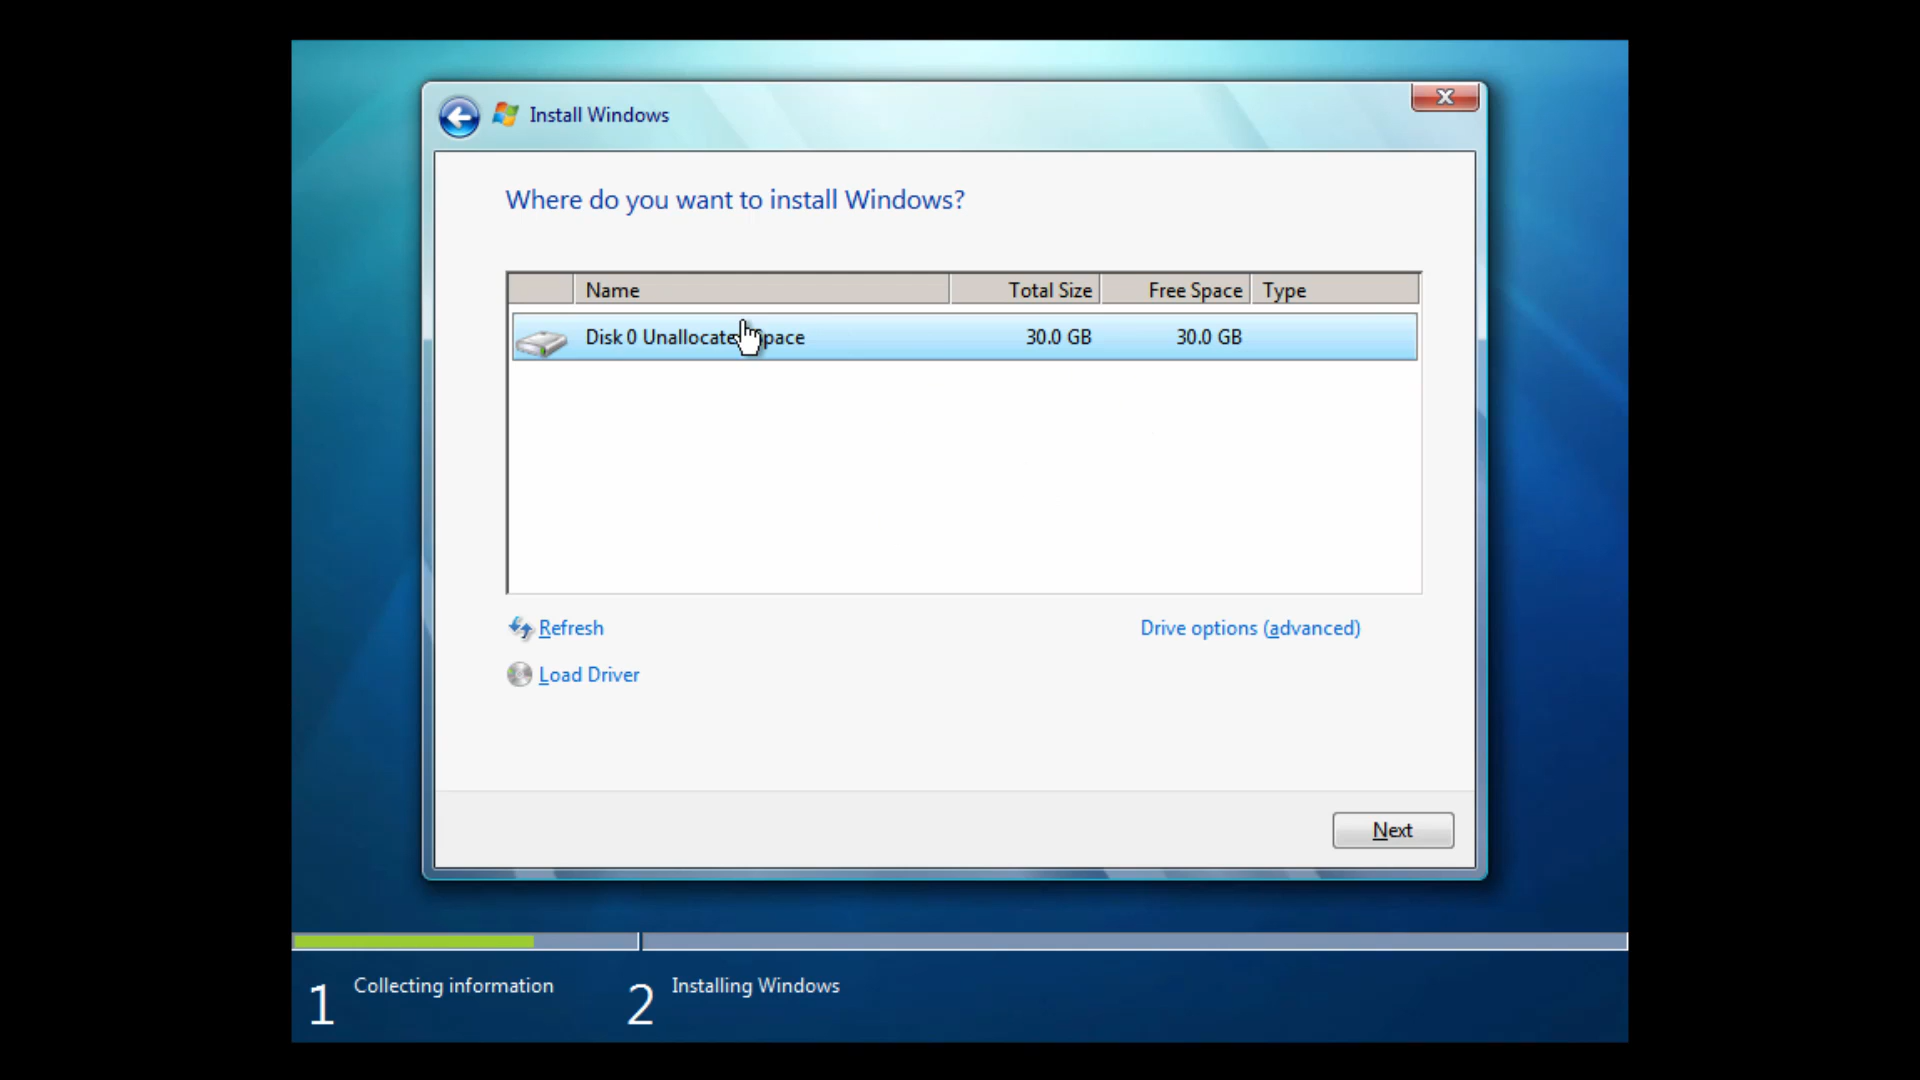 Install Windows
Where do you want to install Windows?
Name Total Size Free Space Type
Disk 0 Unallocated Space 30.0 GB 30.0 GB
Refresh Drive options (advanced)
Load Driver
Next
1 Collecting information 2 Installing Windows